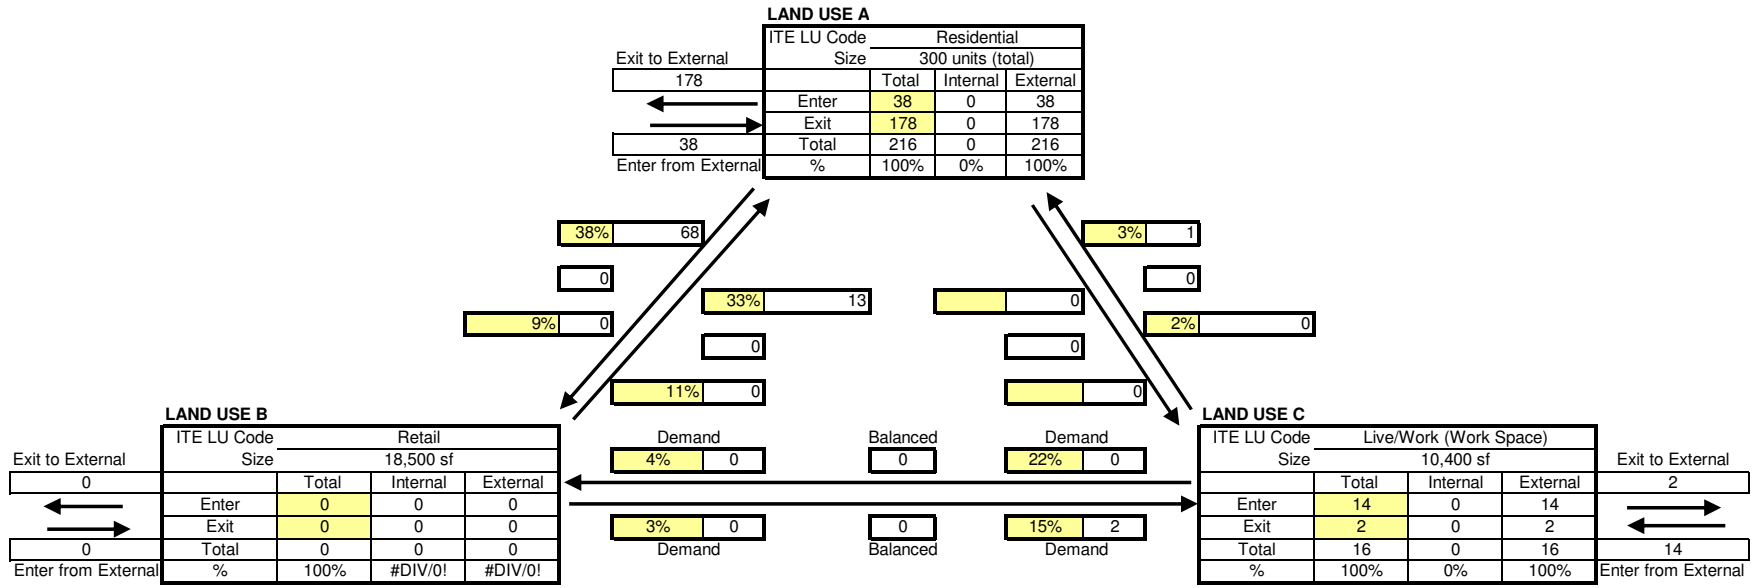 LAND USE A
ITE LU Code Residential
Exit to External Size 300 units (total)
178 Total Internal External
Enter 38 0 38
Exit 178 0 178
38 Total 216 0 216
Enter from External % 100% 0% 100%
38% 68 3% 1
0 0
33% 13 0
9% 0 2% 0
0 0
11% 0 0
LAND USE B LAND USE C
ITE LU Code Retail Demand Balanced Demand ITE LU Code Live/Work (Work Space)
Exit to External Size 18,500 sf 4% 0 0 22% 0 Size 10,400 sf Exit to External
0 Total Internal External Total Internal External 2
Enter 0 0 0 Enter 14 0 14
Exit 0 0 0 3% 0 0 15% 2 Exit 2 0 2
0 Total 0 0 0 Demand Balanced Demand Total 16 0 16 14
Enter from External % 100% #DIV/0! #DIV/0! % 100% 0% 100% Enter from External